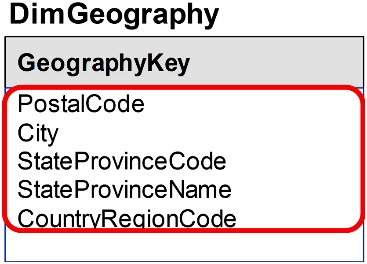 DimGeography
GeographyKey
PostalCode
City
StateProvinceCode
StateProvinceName
CountryRegionCode